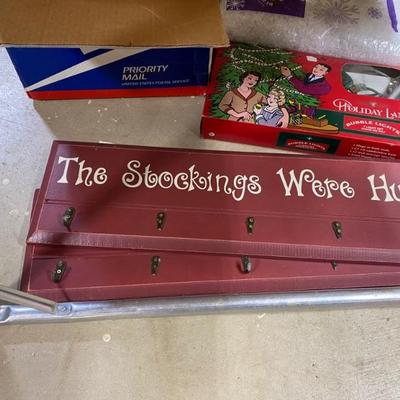 PRIORITY
MAIL
UNITED STATES POSTAL SERVICE
HOLIDAY LA
BUBBLE LIGHTS
The Stockings Were Hu